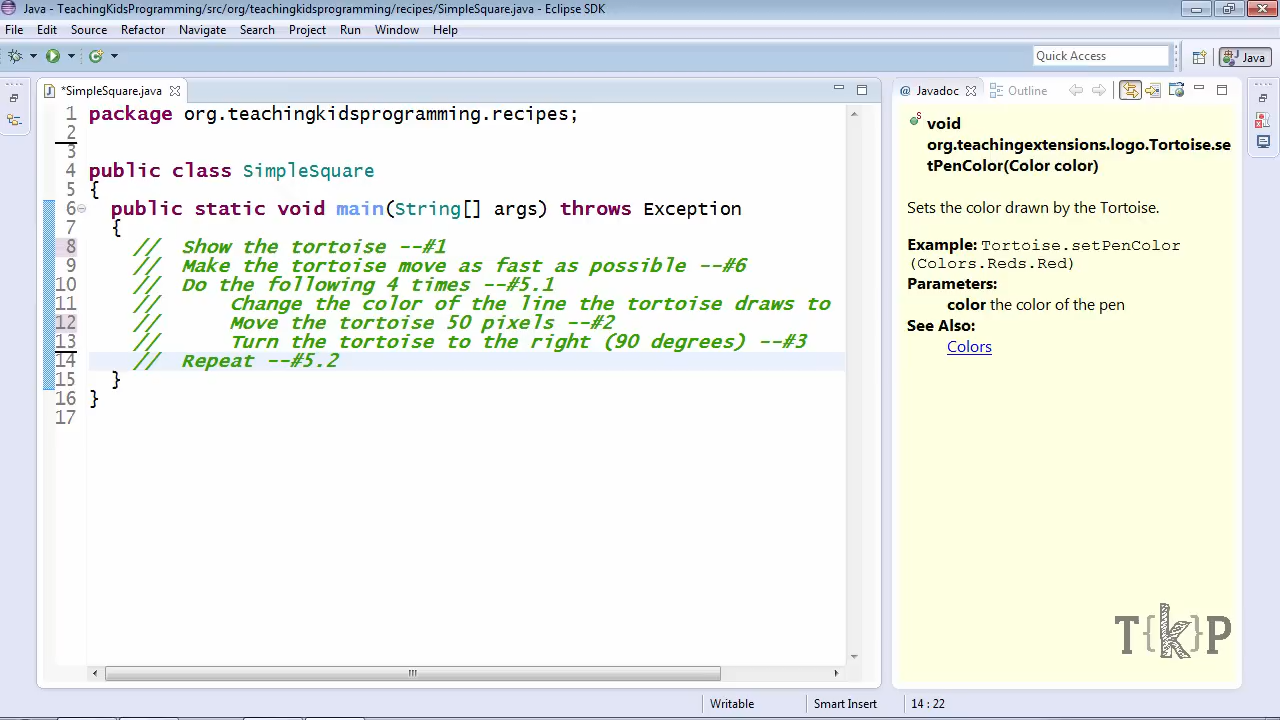 Java - TeachingKidsProgramming/src/org/teachingkidsprogramming/recipes/SimpleSquare.java - Eclipse SDK
File Edit Source Refactor Navigate Search Project Run Window Help
Quick Access
Java
*SimpleSquare.java
1 package org.teachingkidsprogramming.recipes;
2
3
4 public class SimpleSquare
5 {
6 public static void main(String[] args) throws Exception
7 {
8 // Show the tortoise --#1
9 // Make the tortoise move as fast as possible --#6
10 // Do the following 4 times --#5.1
11 // Change the color of the line the tortoise draws to
12 // Move the tortoise 50 pixels --#2
13 // Turn the tortoise to the right (90 degrees) --#3
14 // Repeat --#5.2
15 }
16 }
17
@ Javadoc Outline
void
org.teachingextensions.logo.Tortoise.se
tPenColor(Color color)
Sets the color drawn by the Tortoise.
Example: Tortoise.setPenColor
(Colors.Reds.Red)
Parameters:
color the color of the pen
See Also:
Colors
T{k}P
Writable Smart Insert 14 : 22